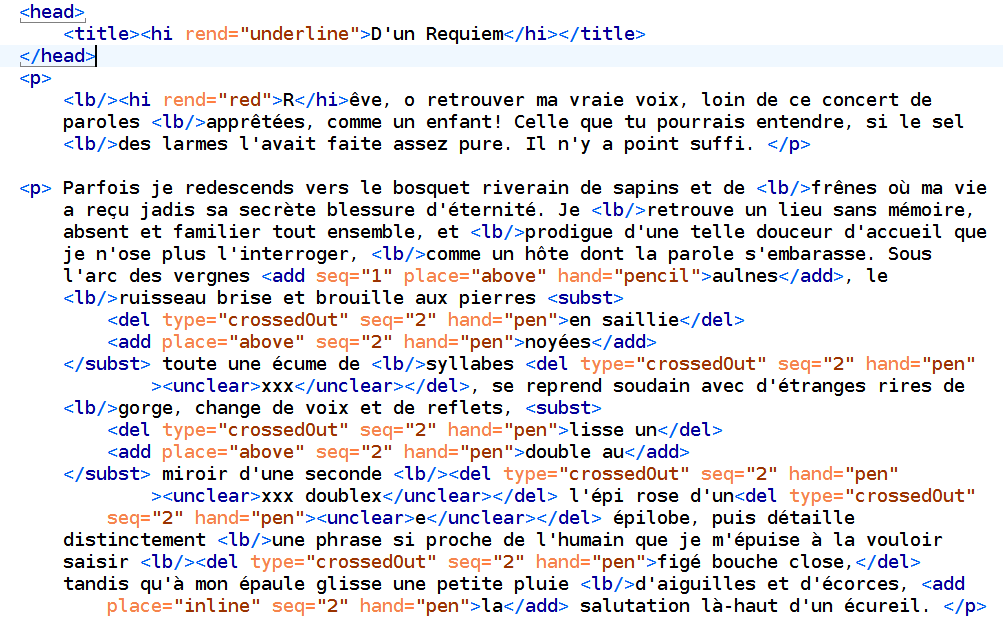 <head>
<title><hi rend="underline">D'un Requiem</hi></title>
</head>
<p>
<lb/><hi rend="red">R</hi>êve, o retrouver ma vraie voix, loin de ce concert de
paroles <lb/>apprêtées, comme un enfant! Celle que tu pourrais entendre, si le sel
<lb/>des larmes l'avait faite assez pure. Il n'y a point suffi. </p>
<p> Parfois je redescends vers le bosquet riverain de sapins et de <lb/>frênes où ma vie
a reçu jadis sa secrète blessure d'éternité. Je <lb/>retrouve un lieu sans mémoire,
absent et familier tout ensemble, et <lb/>prodigue d'une telle douceur d'accueil que
je n'ose plus l'interroger, <lb/>comme un hôte dont la parole s'embarasse. Sous
l'arc des vergnes <add seq="1" place="above" hand="pencil">aulnes</add>, le
<lb/>ruisseau brise et brouille aux pierres <subst>
<del type="crossedOut" seq="2" hand="pen">en saillie</del>
<add place="above" seq="2" hand="pen">noyées</add>
</subst> toute une écume de <lb/>syllabes <del type="crossedOut" seq="2" hand="pen"
><unclear>xxx</unclear></del>, se reprend soudain avec d'étranges rires de
<lb/>gorge, change de voix et de reflets, <subst>
<del type="crossedOut" seq="2" hand="pen">lisse un</del>
<add place="above" seq="2" hand="pen">double au</add>
</subst> miroir d'une seconde <lb/><del type="crossedOut" seq="2" hand="pen"
><unclear>xxx doublex</unclear></del> l'épi rose d'un<del type="crossedOut"
seq="2" hand="pen"><unclear>e</unclear></del> épilobe, puis détaille
distinctement <lb/>une phrase si proche de l'humain que je m'épuise à la vouloir
saisir <lb/><del type="crossedOut" seq="2" hand="pen">figé bouche close,</del>
tandis qu'à mon épaule glisse une petite pluie <lb/>d'aiguilles et d'écorces, <add
place="inline" seq="2" hand="pen">la</add> salutation là-haut d'un écureil. </p>